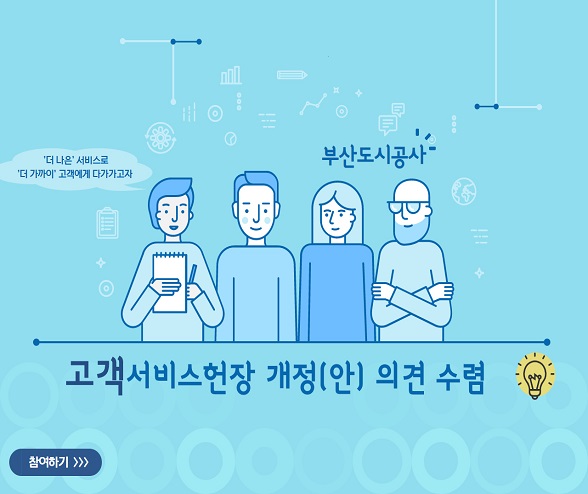 부산도시공사
'더 나은' 서비스로
'더 가까이' 고객에게 다가가고자
고객서비스헌장 개정(안) 의견 수렴
참여하기 >>>